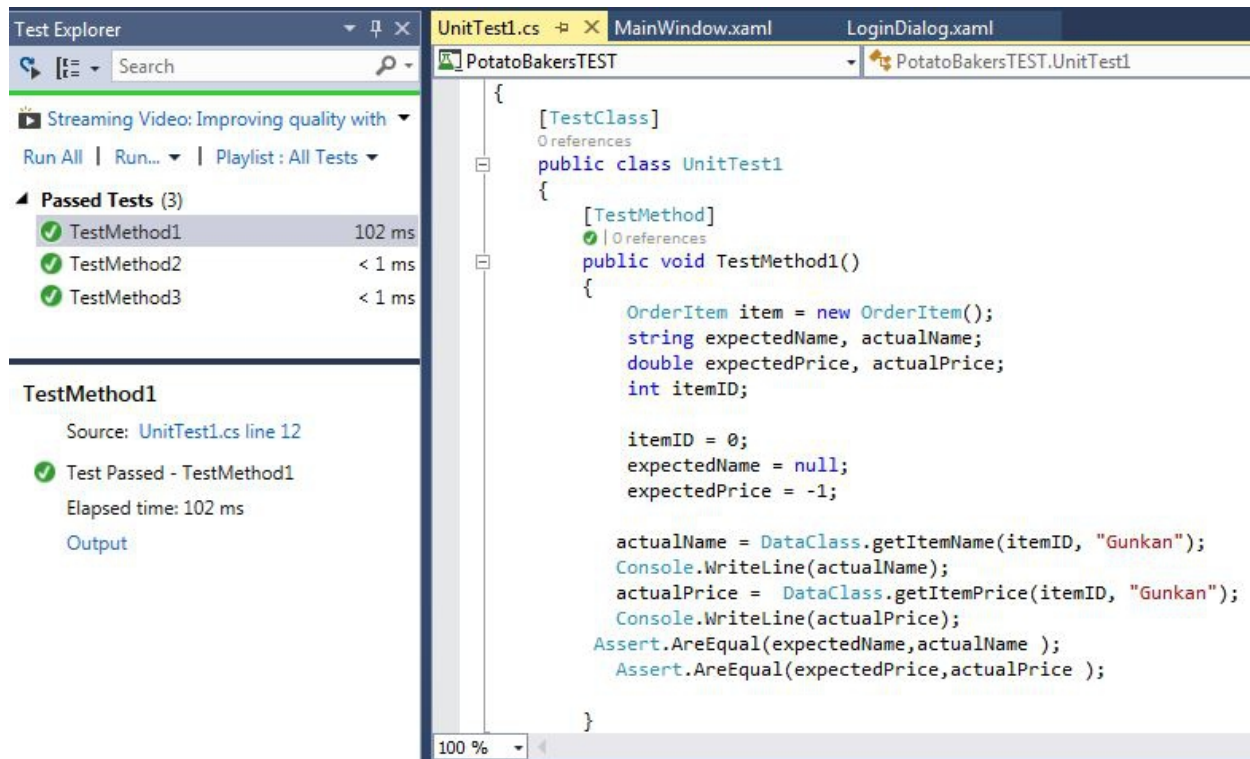 Test Explorer
Search
Streaming Video: Improving quality with
Run All | Run... | Playlist : All Tests
Passed Tests (3)
TestMethod1 102 ms
TestMethod2 < 1 ms
TestMethod3 < 1 ms
TestMethod1
Source: UnitTest1.cs line 12
Test Passed - TestMethod1
Elapsed time: 102 ms
Output
UnitTest1.cs MainWindow.xaml LoginDialog.xaml
PotatoBakersTEST PotatoBakersTEST.UnitTest1
{
[TestClass]
0 references
public class UnitTest1
{
[TestMethod]
| 0 references
public void TestMethod1()
{
OrderItem item = new OrderItem();
string expectedName, actualName;
double expectedPrice, actualPrice;
int itemID;
itemID = 0;
expectedName = null;
expectedPrice = -1;
actualName = DataClass.getItemName(itemID, "Gunkan");
Console.WriteLine(actualName);
actualPrice =  DataClass.getItemPrice(itemID, "Gunkan");
Console.WriteLine(actualPrice);
Assert.AreEqual(expectedName,actualName );
Assert.AreEqual(expectedPrice,actualPrice );
}
100 %